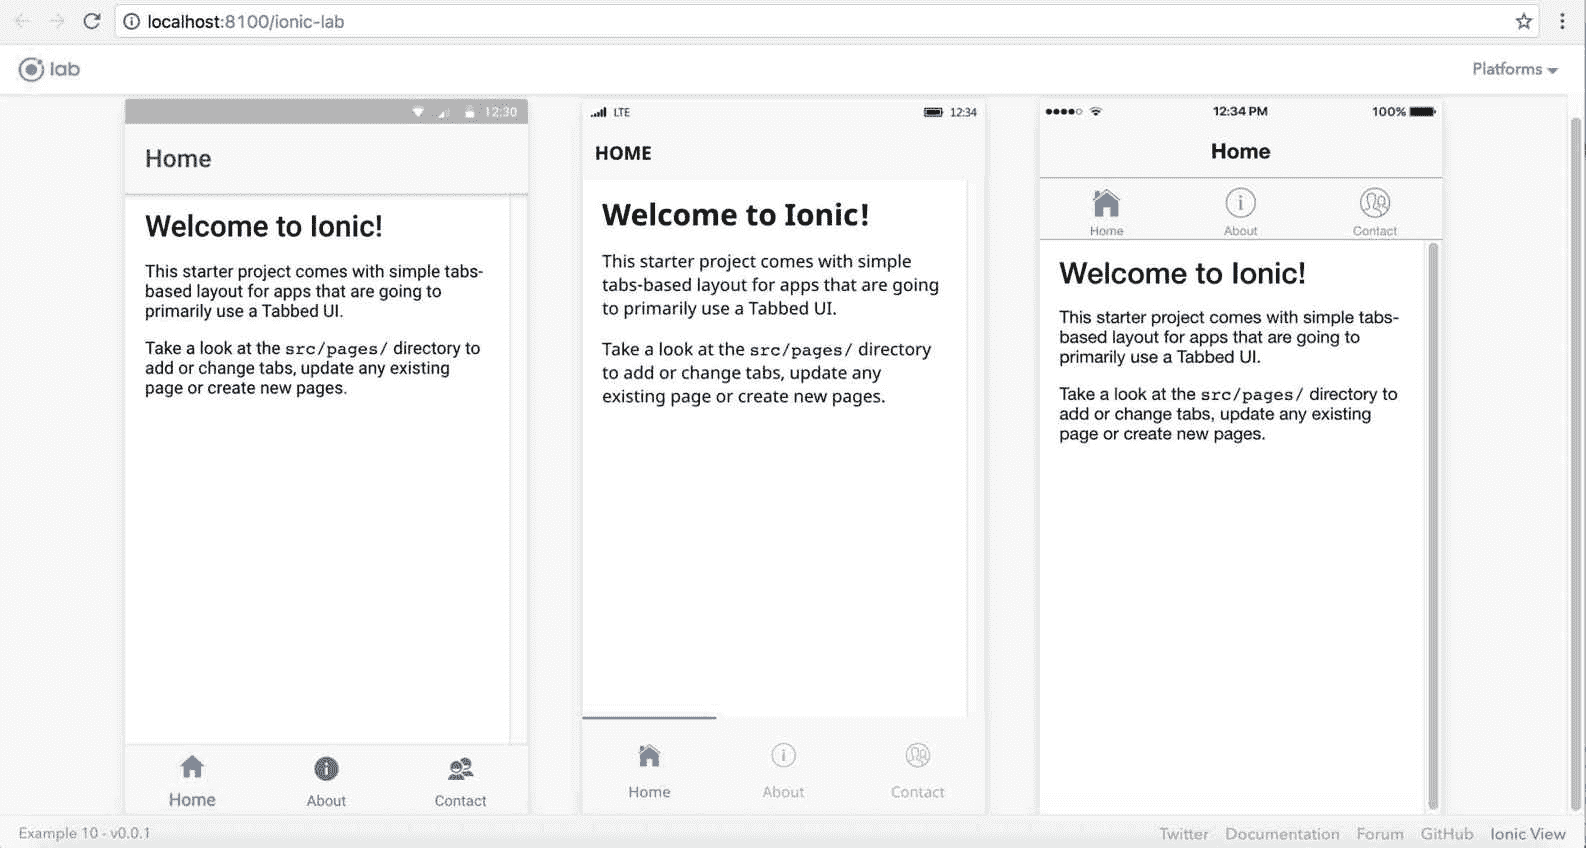 localhost:8100/ionic-lab
lab
Platforms
12:30
Home
Welcome to Ionic!
This starter project comes with simple tabs-
based layout for apps that are going to
primarily use a Tabbed UI.
Take a look at the src/pages/ directory to
add or change tabs, update any existing
page or create new pages.
Home About Contact
LTE 12:34
HOME
Welcome to Ionic!
This starter project comes with simple
tabs-based layout for apps that are going
to primarily use a Tabbed UI.
Take a look at the src/pages/ directory
to add or change tabs, update any
existing page or create new pages.
Home About Contact
12:34 PM 100%
Home
Home About Contact
Welcome to Ionic!
This starter project comes with simple tabs-
based layout for apps that are going to
primarily use a Tabbed UI.
Take a look at the src/pages/ directory to
add or change tabs, update any existing
page or create new pages.
Example 10 - v0.0.1
Twitter Documentation Forum GitHub Ionic View